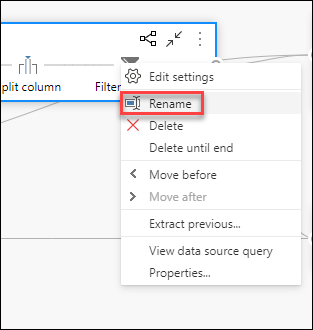 plit column
Filter
Edit settings
Rename
Delete
Delete until end
Move before
Move after
Extract previous...
View data source query
Properties...